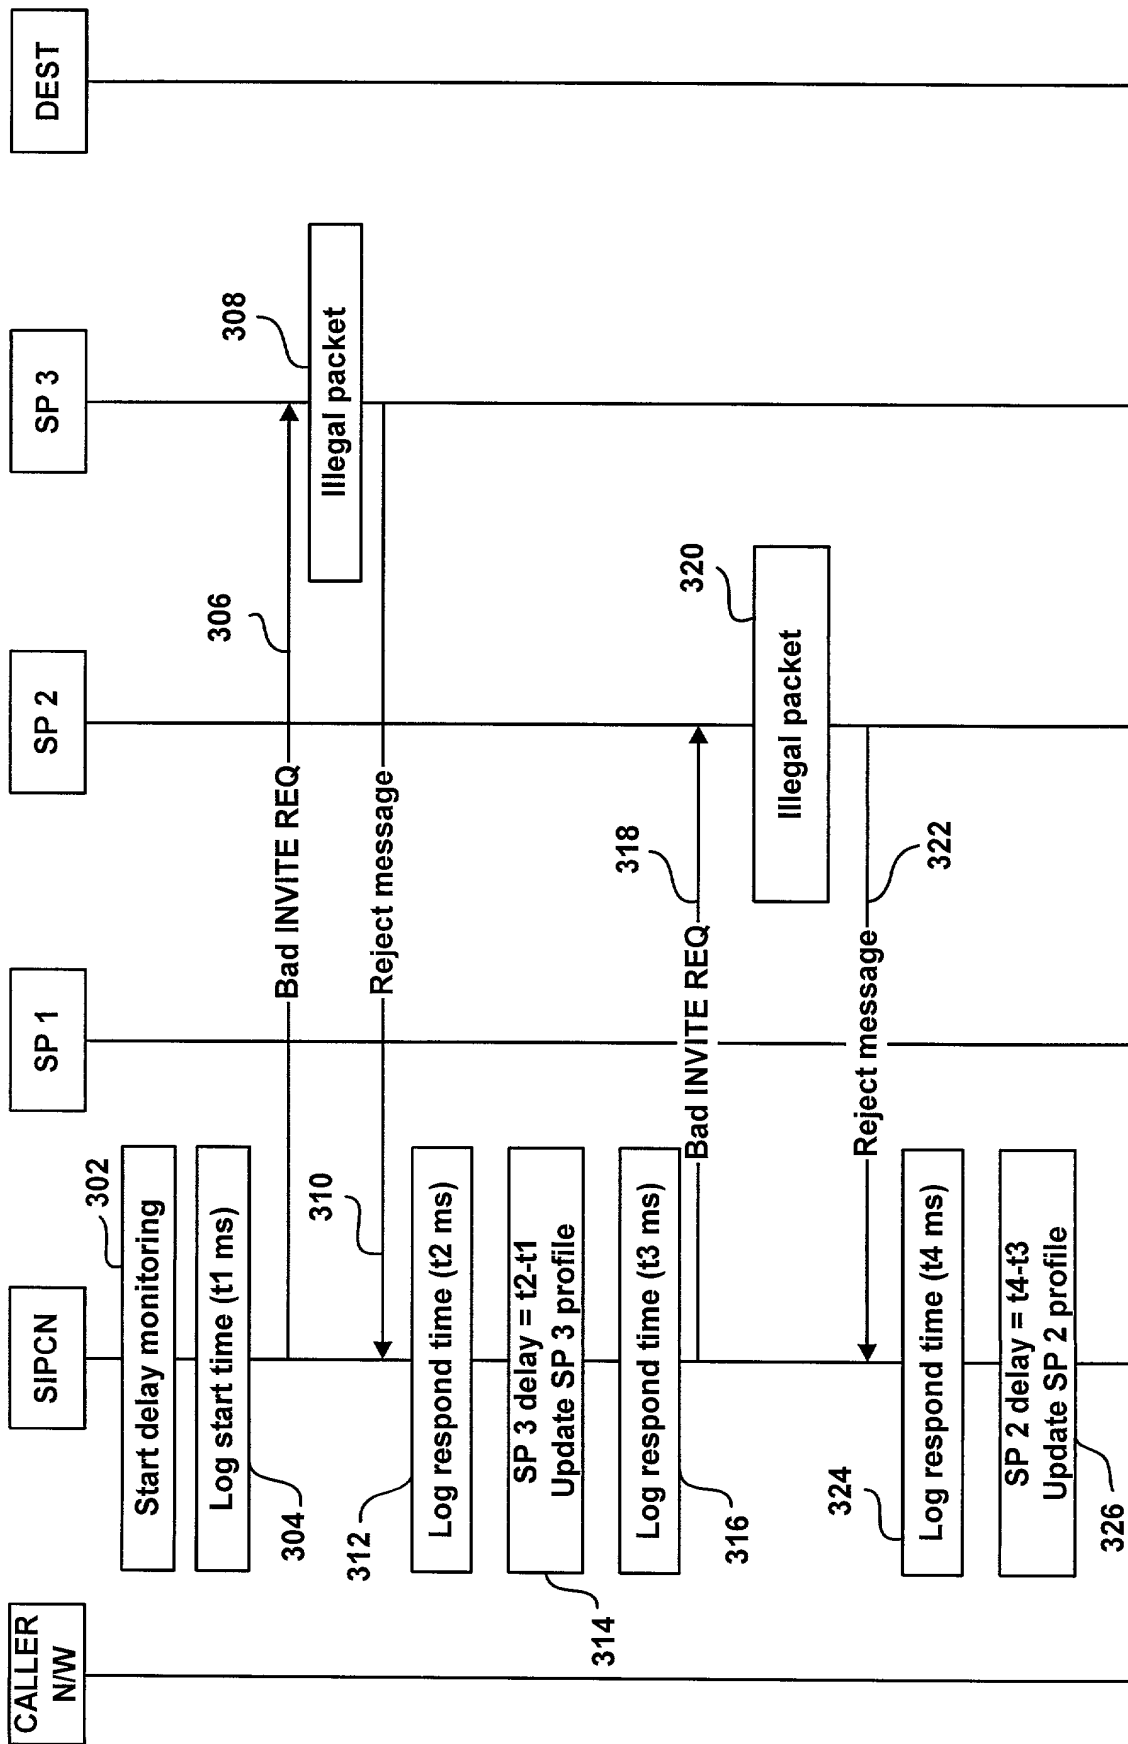 CALLER
N/W
SIPCN
SP 1
SP 2
SP 3
DEST
302
Start delay monitoring
Log start time (t1 ms)
304
306
Bad INVITE REQ
308
Illegal packet
310
Reject message
312
Log respond time (t2 ms)
SP 3 delay = t2-t1
Update SP 3 profile
314
Log respond time (t3 ms)
316
318
Bad INVITE REQ
320
Illegal packet
Reject message
322
324
Log respond time (t4 ms)
SP 2 delay = t4-t3
Update SP 2 profile
326